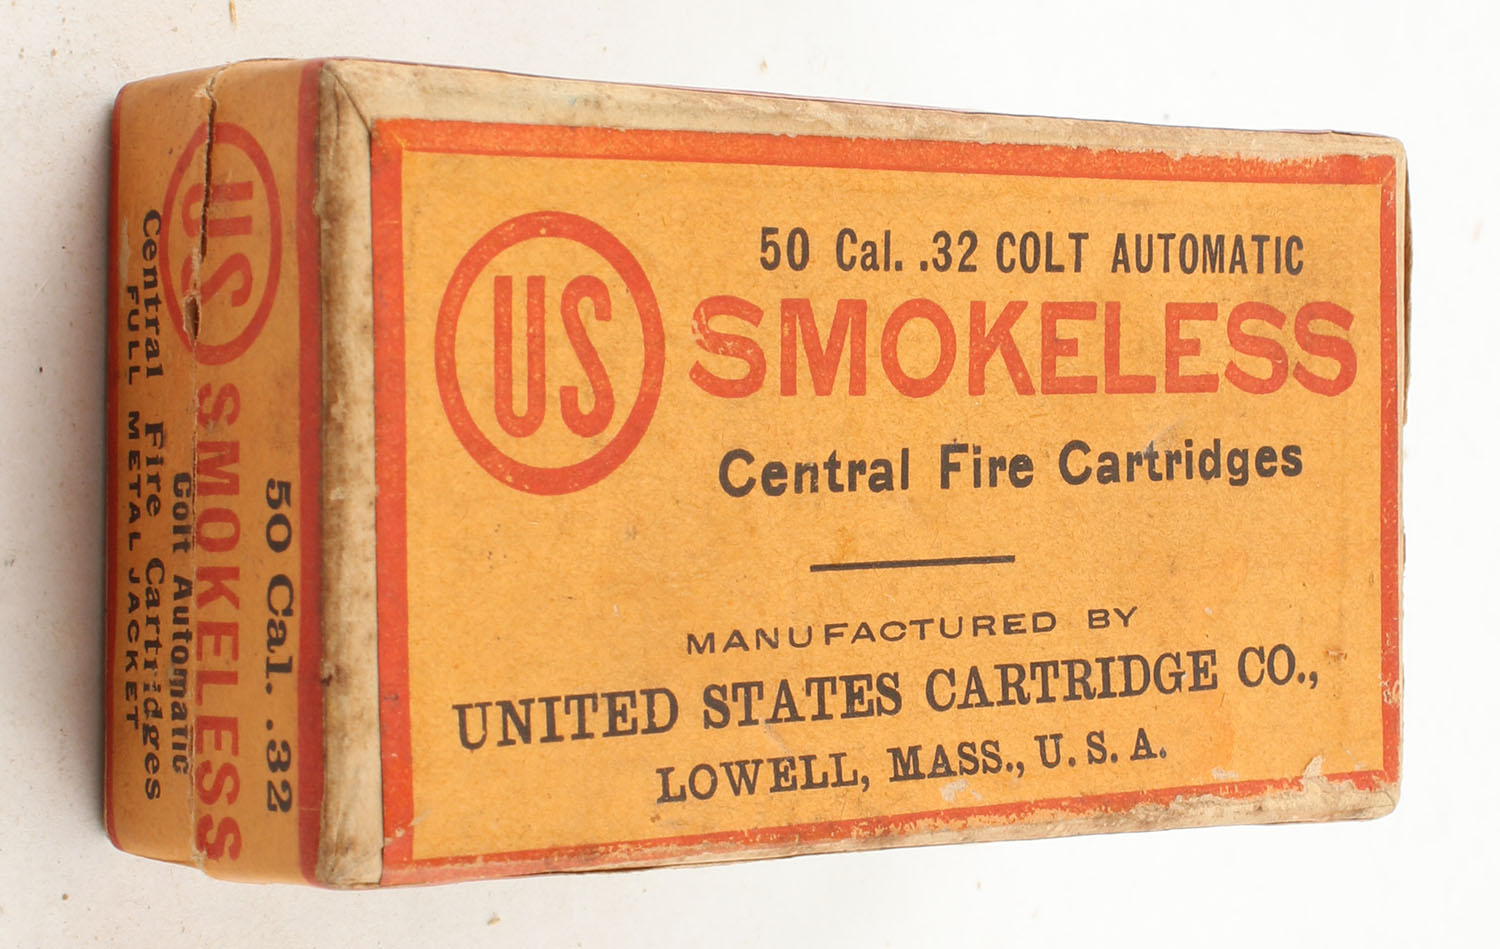 US
50 Cal. .32 COLT AUTOMATIC
SMOKELESS
Central Fire Cartridges
MANUFACTURED BY
UNITED STATES CARTRIDGE CO.,
LOWELL, MASS., U.S.A.
US
50 Cal. .32
SMOKELESS
Colt Automatic
Central Fire Cartridges
FULL METAL JACKET